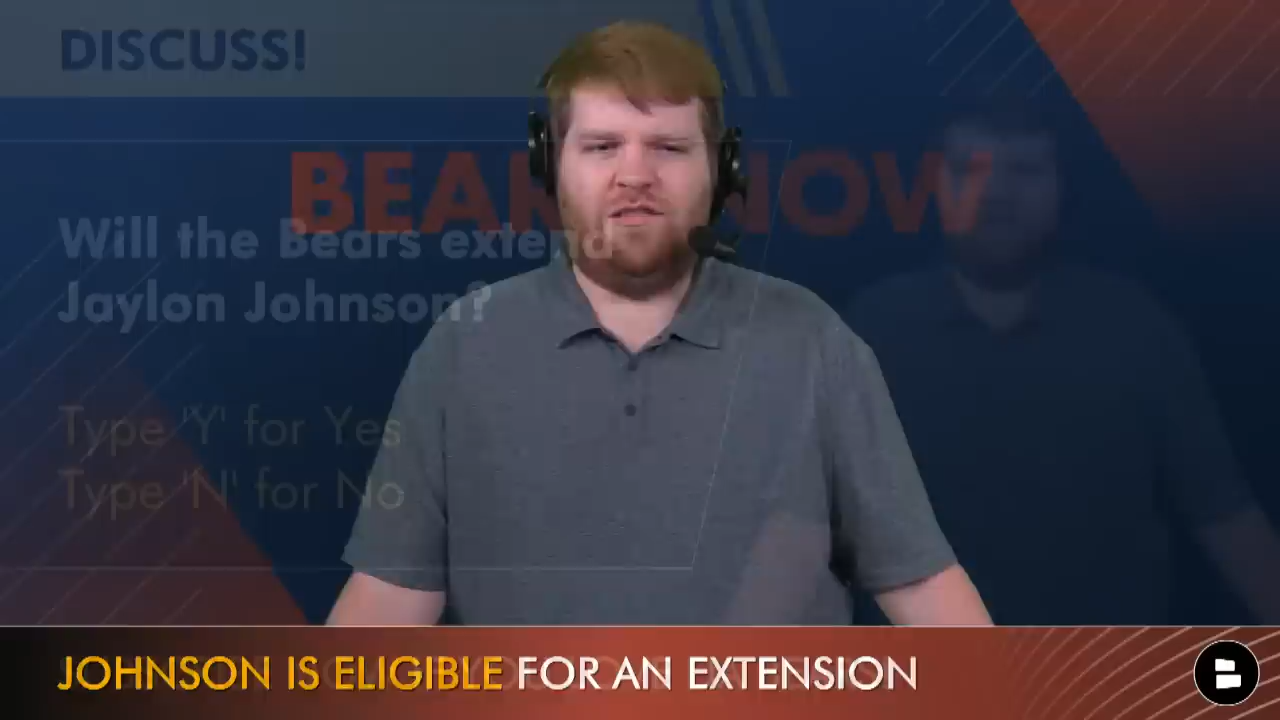 DISCUSS!
BEARS NOW
Will the Bears extend
Jaylon Johnson?
Type 'Y' for Yes
Type 'N' for No
JOHNSON IS ELIGIBLE FOR AN EXTENSION